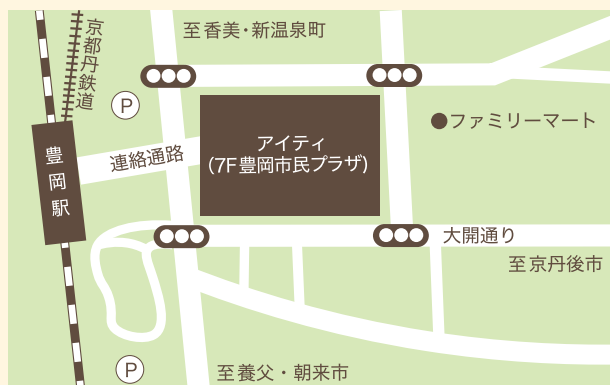 至香美・新温泉町
京都丹鉄道
P
ファミリーマート
アイティ
(7F豊岡市民プラザ)
豊岡駅
連絡通路
大開通り
至京丹後市
P
至養父・朝来市